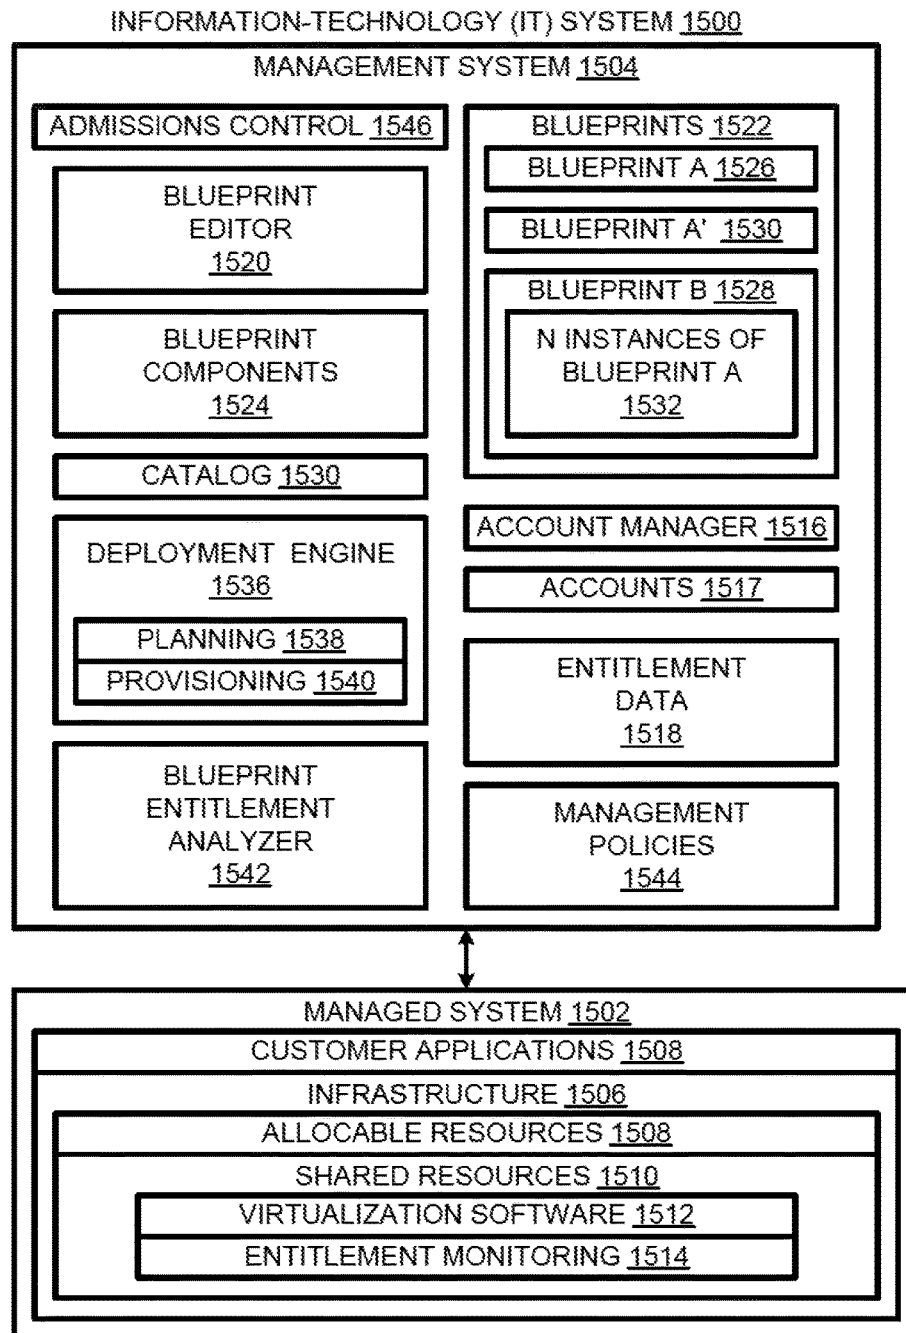 INFORMATION-TECHNOLOGY (IT) SYSTEM 1500
MANAGEMENT SYSTEM 1504
ADMISSIONS CONTROL 1546
BLUEPRINT
EDITOR
1520
BLUEPRINT
COMPONENTS
1524
CATALOG 1530
DEPLOYMENT ENGINE
1536
PLANNING 1538
PROVISIONING 1540
BLUEPRINT
ENTITLEMENT
ANALYZER
1542
BLUEPRINTS 1522
BLUEPRINT A 1526
BLUEPRINT A' 1530
BLUEPRINT B 1528
N INSTANCES OF
BLUEPRINT A
1532
ACCOUNT MANAGER 1516
ACCOUNTS 1517
ENTITLEMENT
DATA
1518
MANAGEMENT
POLICIES
1544
MANAGED SYSTEM 1502
CUSTOMER APPLICATIONS 1508
INFRASTRUCTURE 1506
ALLOCABLE RESOURCES 1508
SHARED RESOURCES 1510
VIRTUALIZATION SOFTWARE 1512
ENTITLEMENT MONITORING 1514